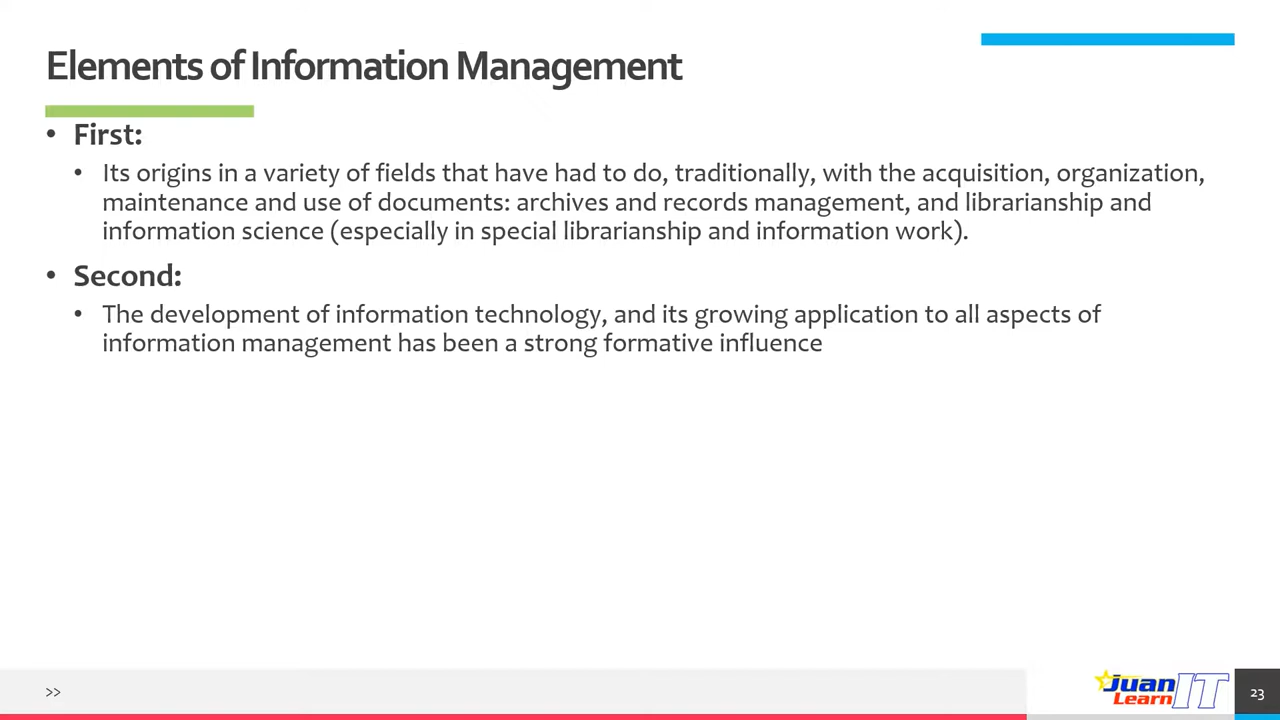 Elements of Information Management
• First:
• Its origins in a variety of fields that have had to do, traditionally, with the acquisition, organization,
maintenance and use of documents: archives and records management, and librarianship and
information science (especially in special librarianship and information work).
• Second:
• The development of information technology, and its growing application to all aspects of
information management has been a strong formative influence
>>
Juan
Learn
IT
23